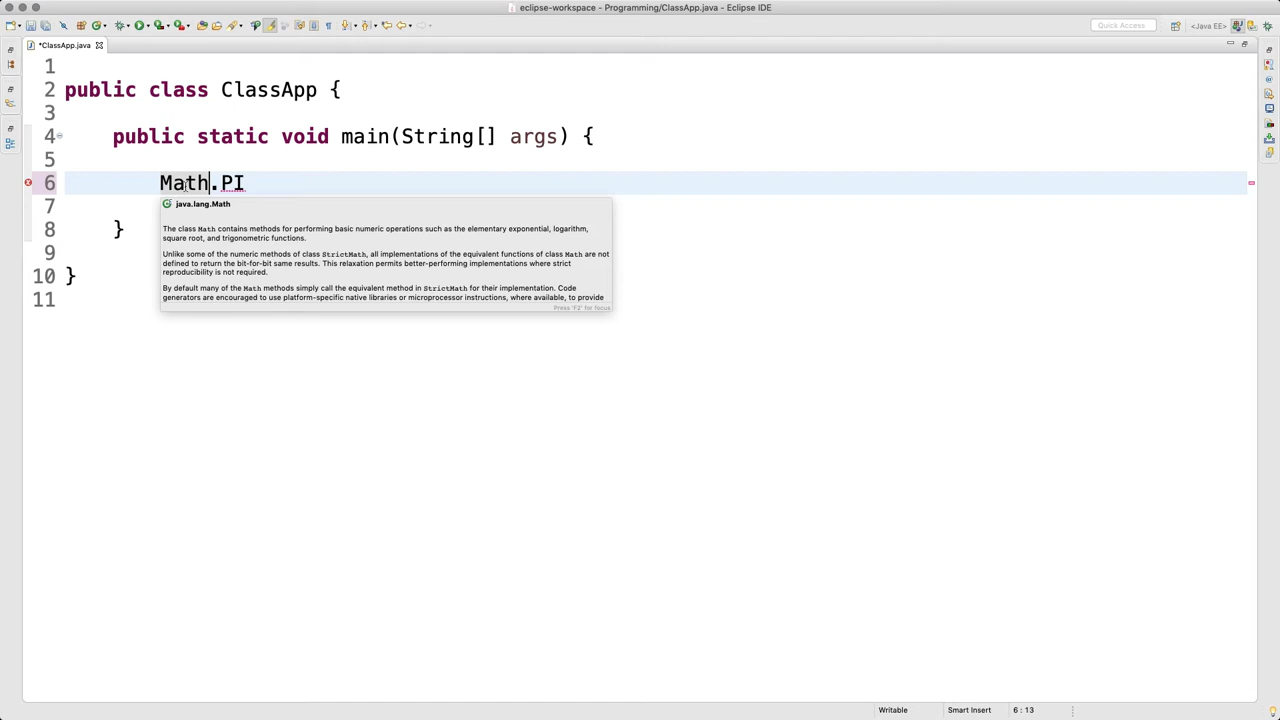 eclipse-workspace - Programming/ClassApp.java - Eclipse IDE
Quick Access
<Java EE>
*ClassApp.java
1
2 public class ClassApp {
3
4 public static void main(String[] args) {
5
6 Math.PI
7
8 }
9
10 }
11
java.lang.Math
The class Math contains methods for performing basic numeric operations such as the elementary exponential, logarithm,
square root, and trigonometric functions.
Unlike some of the numeric methods of class StrictMath, all implementations of the equivalent functions of class Math are not
defined to return the bit-for-bit same results. This relaxation permits better-performing implementations where strict
reproducibility is not required.
By default many of the Math methods simply call the equivalent method in StrictMath for their implementation. Code
generators are encouraged to use platform-specific native libraries or microprocessor instructions, where available, to provide
Press 'F2' for focus
Writable
Smart Insert
6 : 13